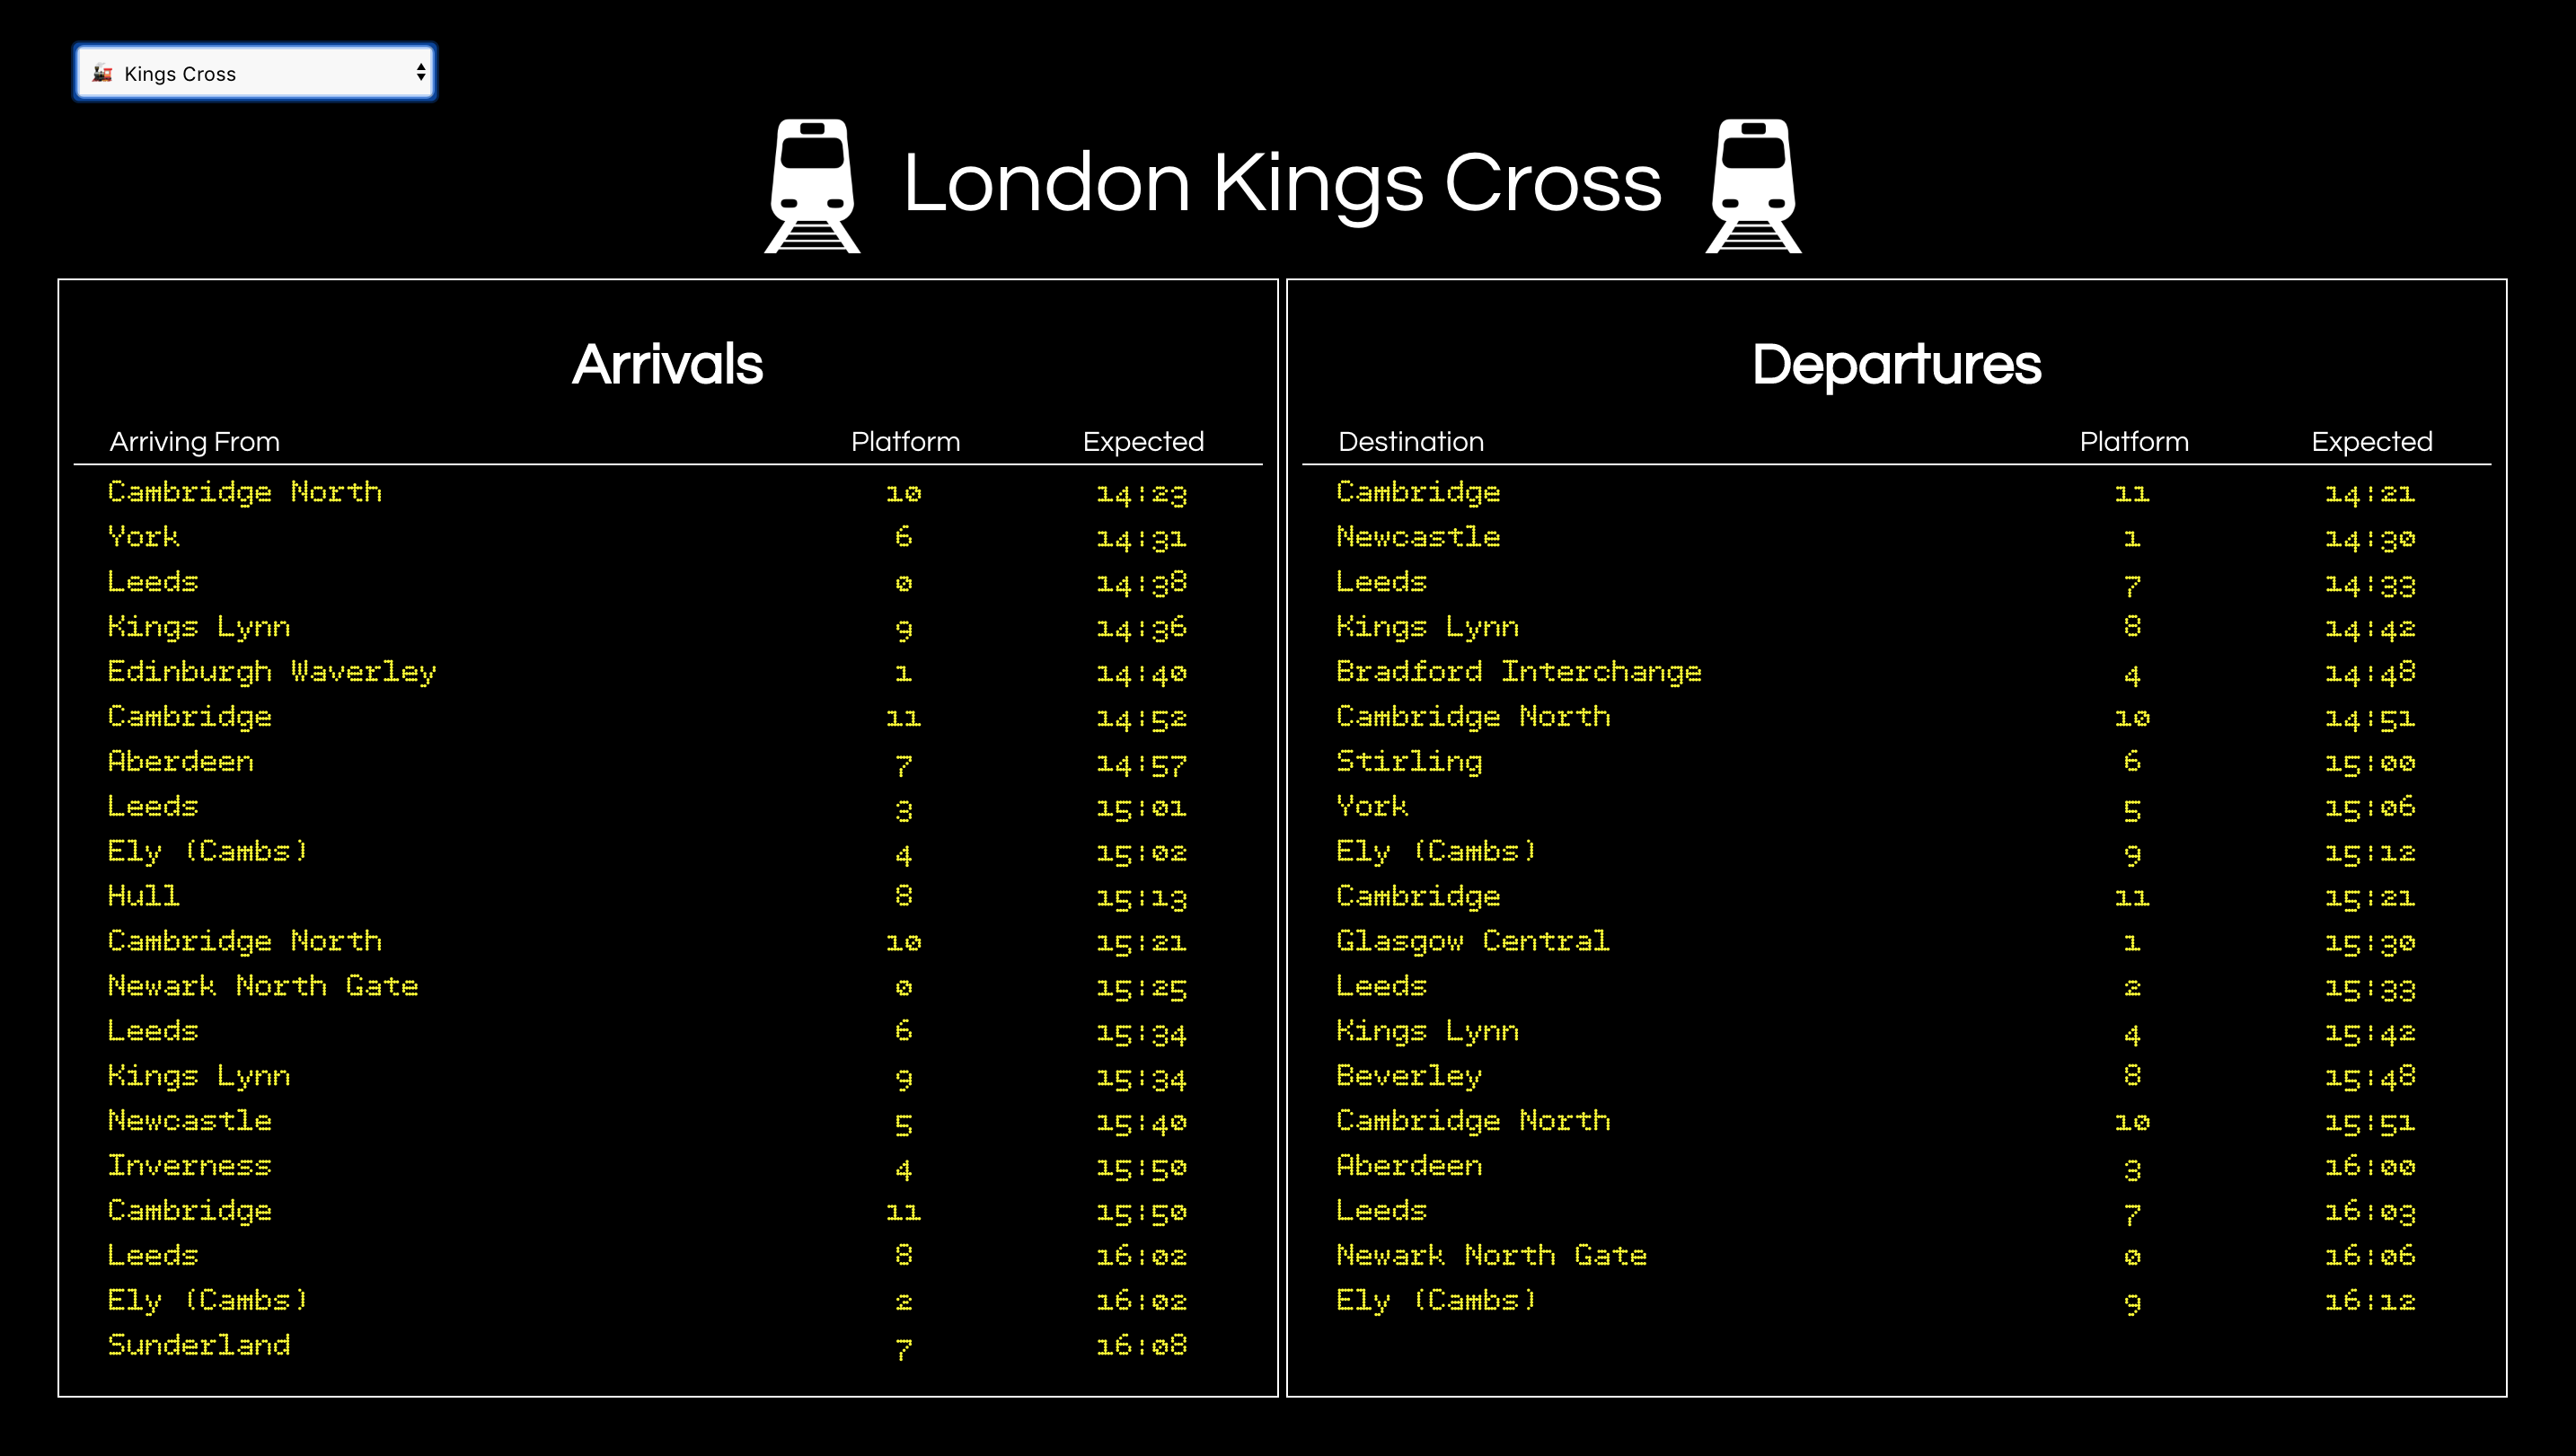 Kings Cross
London Kings Cross
Arrivals
Arriving From Platform Expected
Cambridge North 10 14:23
York 6 14:31
Leeds 0 14:38
Kings Lynn 9 14:36
Edinburgh Waverley 1 14:40
Cambridge 11 14:52
Aberdeen 7 14:57
Leeds 3 15:01
Ely (Cambs) 4 15:02
Hull 8 15:13
Cambridge North 10 15:21
Newark North Gate 0 15:25
Leeds 6 15:34
Kings Lynn 9 15:34
Newcastle 5 15:40
Inverness 4 15:50
Cambridge 11 15:50
Leeds 8 16:02
Ely (Cambs) 2 16:02
Sunderland 7 16:08
Departures
Destination Platform Expected
Cambridge 11 14:21
Newcastle 1 14:30
Leeds 7 14:33
Kings Lynn 8 14:42
Bradford Interchange 4 14:48
Cambridge North 10 14:51
Stirling 6 15:00
York 5 15:06
Ely (Cambs) 9 15:12
Cambridge 11 15:21
Glasgow Central 1 15:30
Leeds 2 15:33
Kings Lynn 4 15:42
Beverley 8 15:48
Cambridge North 10 15:51
Aberdeen 3 16:00
Leeds 7 16:03
Newark North Gate 0 16:06
Ely (Cambs) 9 16:12